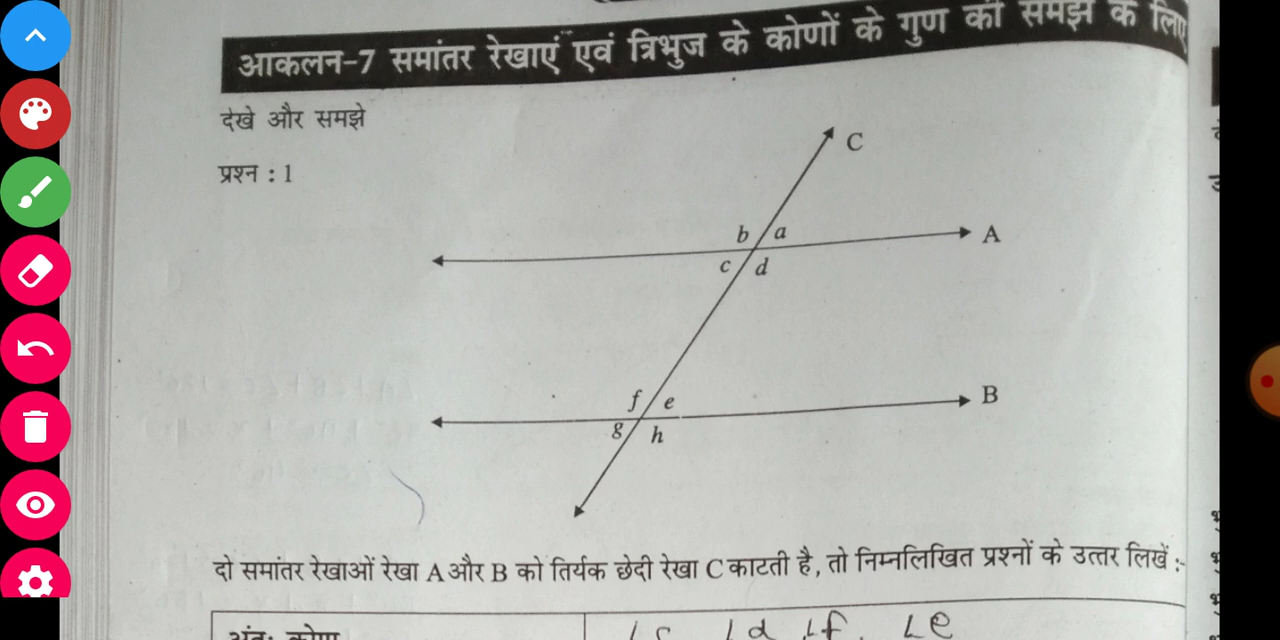 आकलन-7 समांतर रेखाएं एवं त्रिभुज के कोणों के गुण की समझ के लिए
देखे और समझे
प्रश्न : 1
C
b a
A
c d
f e
B
g h
दो समांतर रेखाओं रेखा A और B को तिर्यक छेदी रेखा C काटती है, तो निम्नलिखित प्रश्नों के उत्तर लिखें :-
अंतः कोण
∠c ∠d ∠f, ∠e